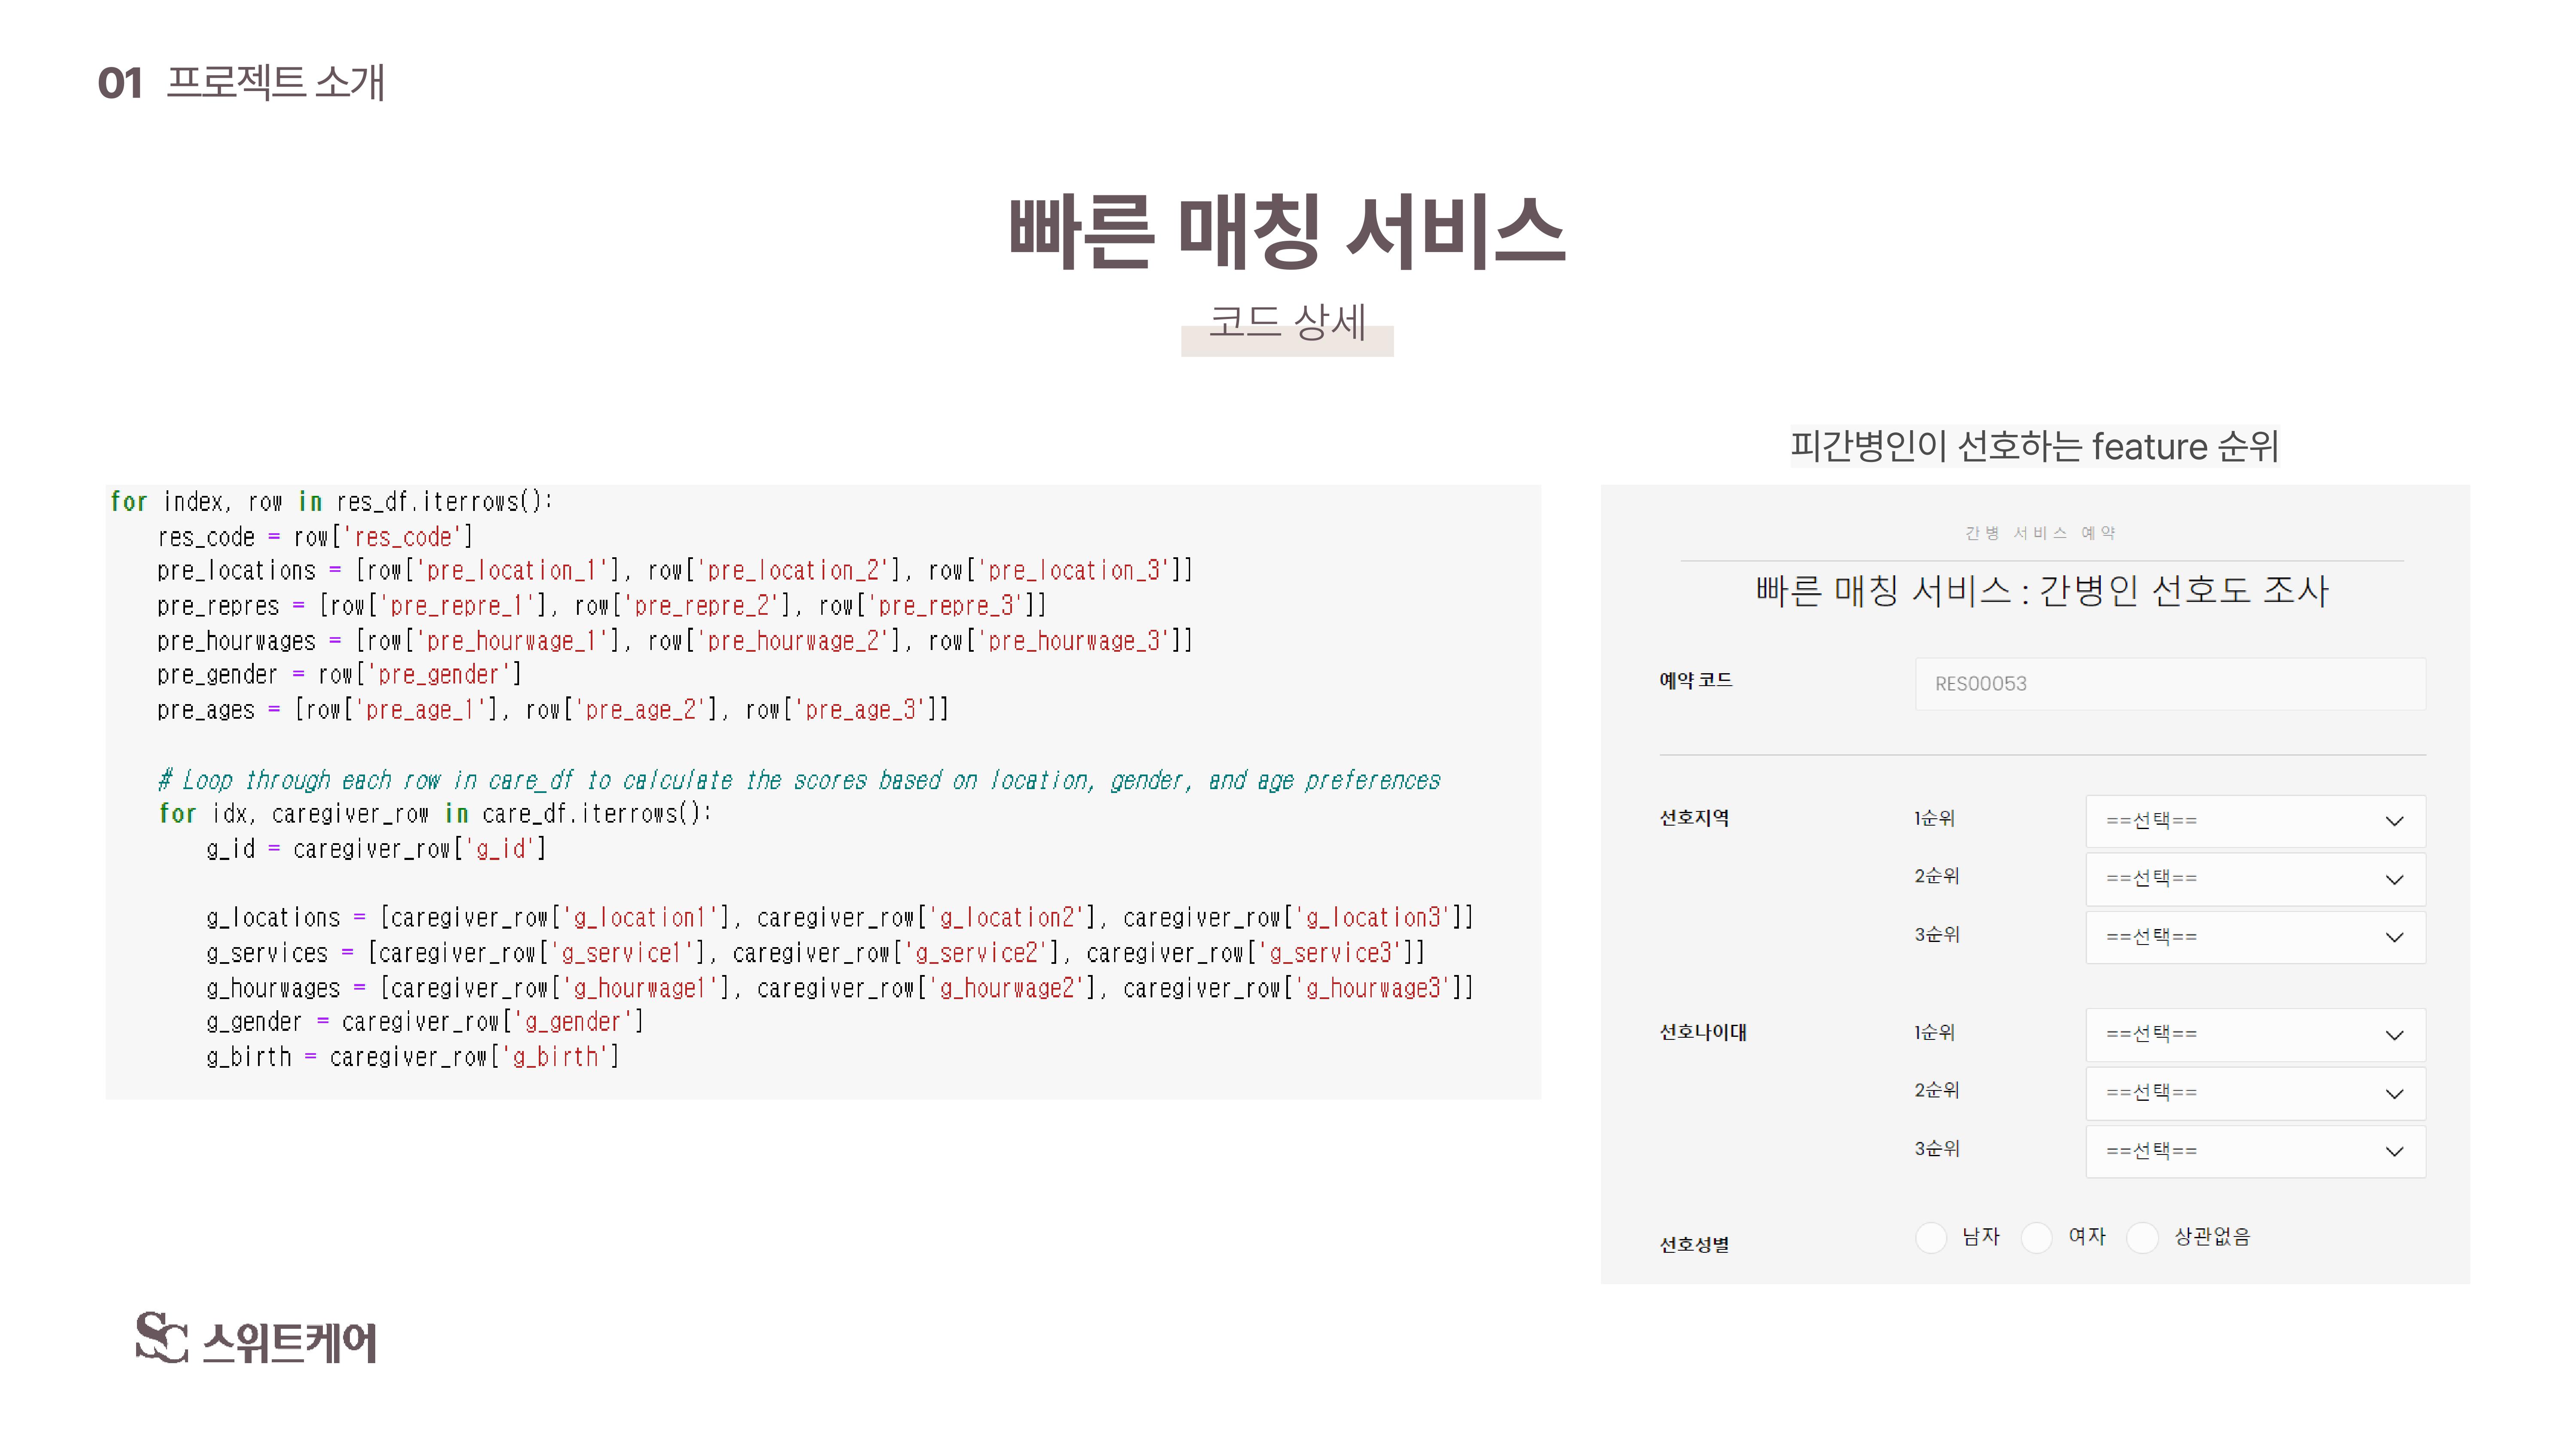 01 프로젝트 소개
빠른 매칭 서비스
코드 상세
for index, row in res_df.iterrows():
    res_code = row['res_code']
    pre_locations = [row['pre_location_1'], row['pre_location_2'], row['pre_location_3']]
    pre_repres = [row['pre_repre_1'], row['pre_repre_2'], row['pre_repre_3']]
    pre_hourwages = [row['pre_hourwage_1'], row['pre_hourwage_2'], row['pre_hourwage_3']]
    pre_gender = row['pre_gender']
    pre_ages = [row['pre_age_1'], row['pre_age_2'], row['pre_age_3']]
    # Loop through each row in care_df to calculate the scores based on location, gender, and age preferences
    for idx, caregiver_row in care_df.iterrows():
        g_id = caregiver_row['g_id']
        g_locations = [caregiver_row['g_location1'], caregiver_row['g_location2'], caregiver_row['g_location3']]
        g_services = [caregiver_row['g_service1'], caregiver_row['g_service2'], caregiver_row['g_service3']]
        g_hourwages = [caregiver_row['g_hourwage1'], caregiver_row['g_hourwage2'], caregiver_row['g_hourwage3']]
        g_gender = caregiver_row['g_gender']
        g_birth = caregiver_row['g_birth']
피간병인이 선호하는 feature 순위
간병 서비스 예약
빠른 매칭 서비스 : 간병인 선호도 조사
예약 코드 RES00053
선호지역 1순위 ==선택==
2순위 ==선택==
3순위 ==선택==
선호나이대 1순위 ==선택==
2순위 ==선택==
3순위 ==선택==
선호성별 남자 여자 상관없음
SC 스위트케어